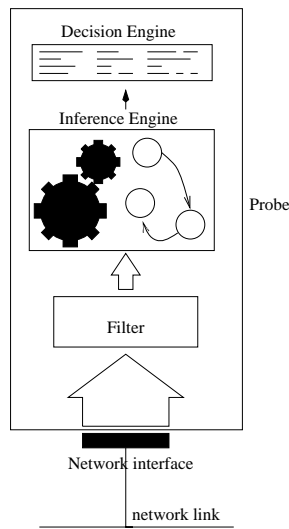 Decision Engine
Inference Engine
Probe
Filter
Network interface
network link